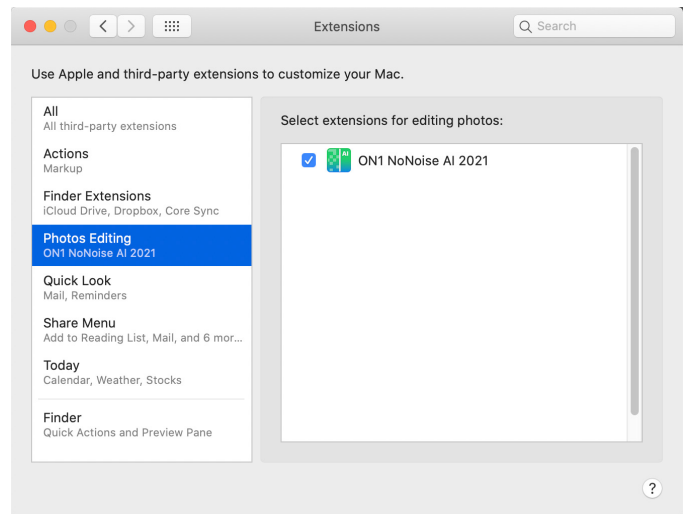 Extensions
Search
Use Apple and third-party extensions to customize your Mac.
All
All third-party extensions
Actions
Markup
Finder Extensions
iCloud Drive, Dropbox, Core Sync
Photos Editing
ON1 NoNoise AI 2021
Quick Look
Mail, Reminders
Share Menu
Add to Reading List, Mail, and 6 mor...
Today
Calendar, Weather, Stocks
Finder
Quick Actions and Preview Pane
Select extensions for editing photos:
AI
ON1 NoNoise AI 2021
?